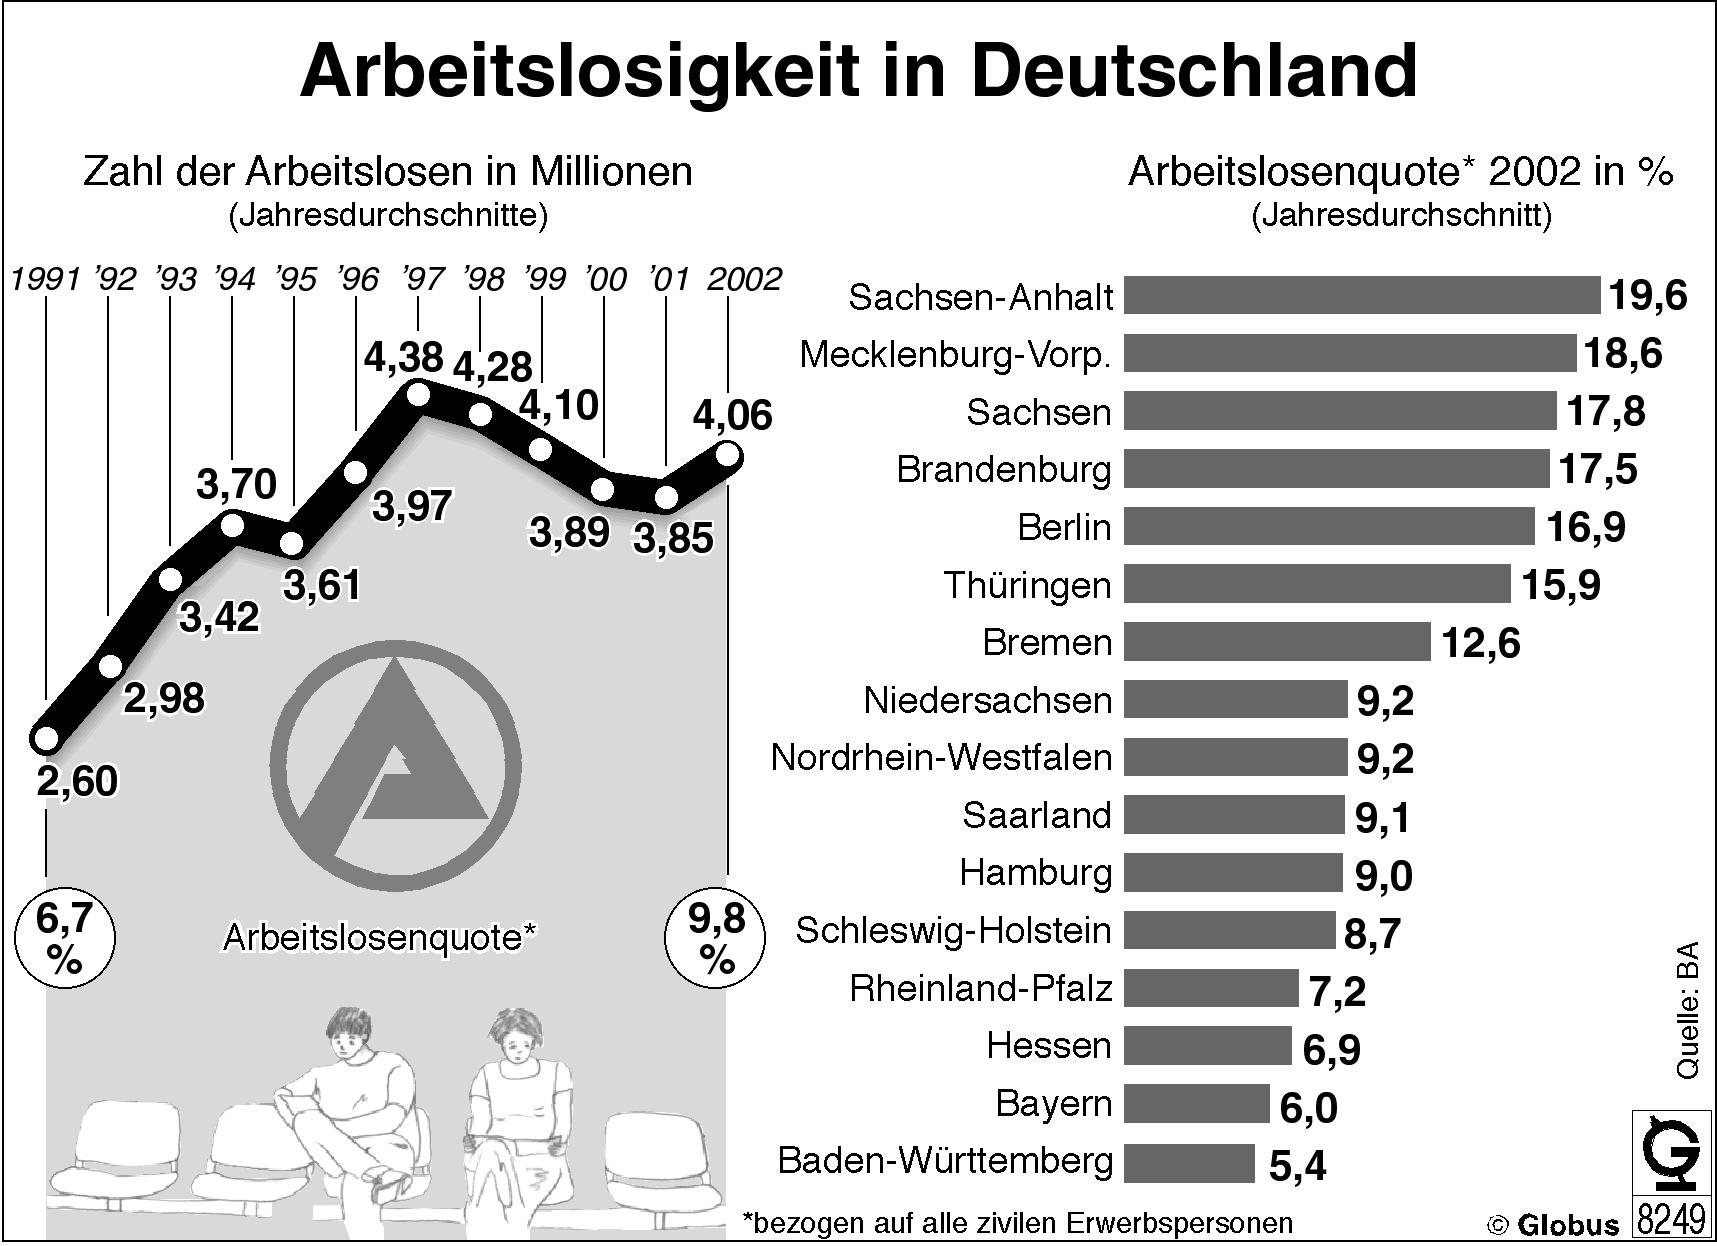 Arbeitslosigkeit in Deutschland
Zahl der Arbeitslosen in Millionen
(Jahresdurchschnitte)
1991 ’92 ’93 ’94 ’95 ’96 ’97 ’98 ’99 ’00 ’01 2002
4,38
4,28
4,10
4,06
3,70
3,97
3,89
3,85
3,61
3,42
2,98
2,60
6,7
%
Arbeitslosenquote*
9,8
%
Arbeitslosenquote* 2002 in %
(Jahresdurchschnitt)
Sachsen-Anhalt 19,6
Mecklenburg-Vorp. 18,6
Sachsen 17,8
Brandenburg 17,5
Berlin 16,9
Thüringen 15,9
Bremen 12,6
Niedersachsen 9,2
Nordrhein-Westfalen 9,2
Saarland 9,1
Hamburg 9,0
Schleswig-Holstein 8,7
Rheinland-Pfalz 7,2
Hessen 6,9
Bayern 6,0
Baden-Württemberg 5,4
*bezogen auf alle zivilen Erwerbspersonen
Quelle: BA
© Globus
8249